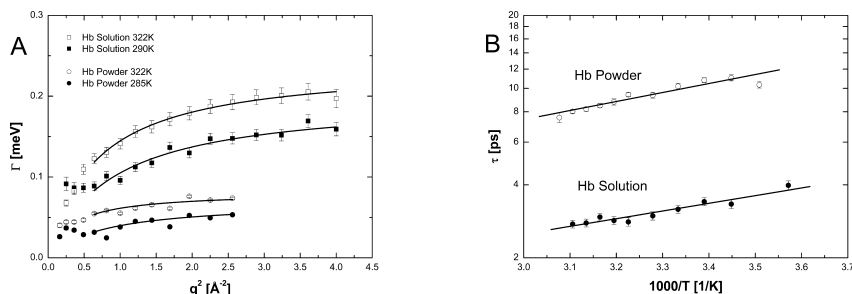 A
Hb Solution 322K
Hb Solution 290K
Hb Powder 322K
Hb Powder 285K
Γ [meV]
0.3
0.2
0.1
0.0
0.0 0.5 1.0 1.5 2.0 2.5 3.0 3.5 4.0 4.5
q² [Å⁻²]
B
Hb Powder
Hb Solution
τ [ps]
20
18
16
14
12
10
8
6
4
2
3.0 3.1 3.2 3.3 3.4 3.5 3.6 3.7
1000/T [1/K]